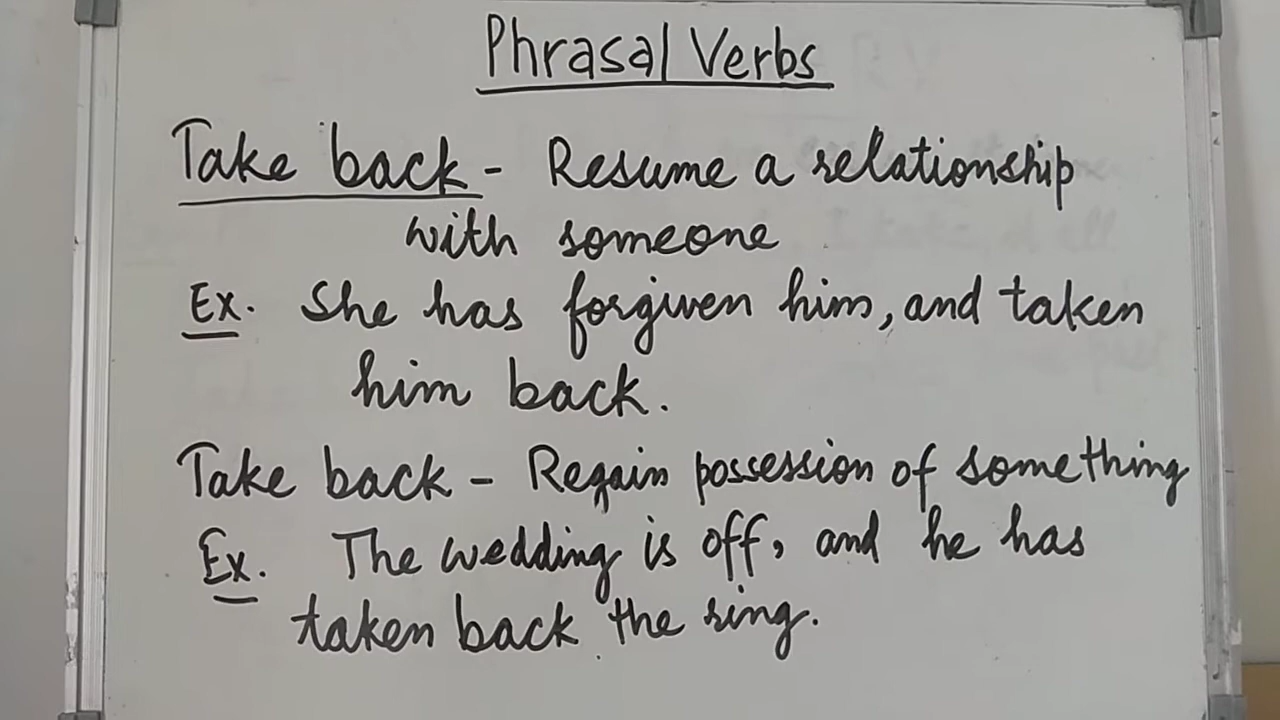 Phrasal Verbs
Take back - Resume a relationship
with someone
Ex. She has forgiven him, and taken
him back.
Take back - Regain possession of something
Ex. The wedding is off, and he has
taken back the ring.